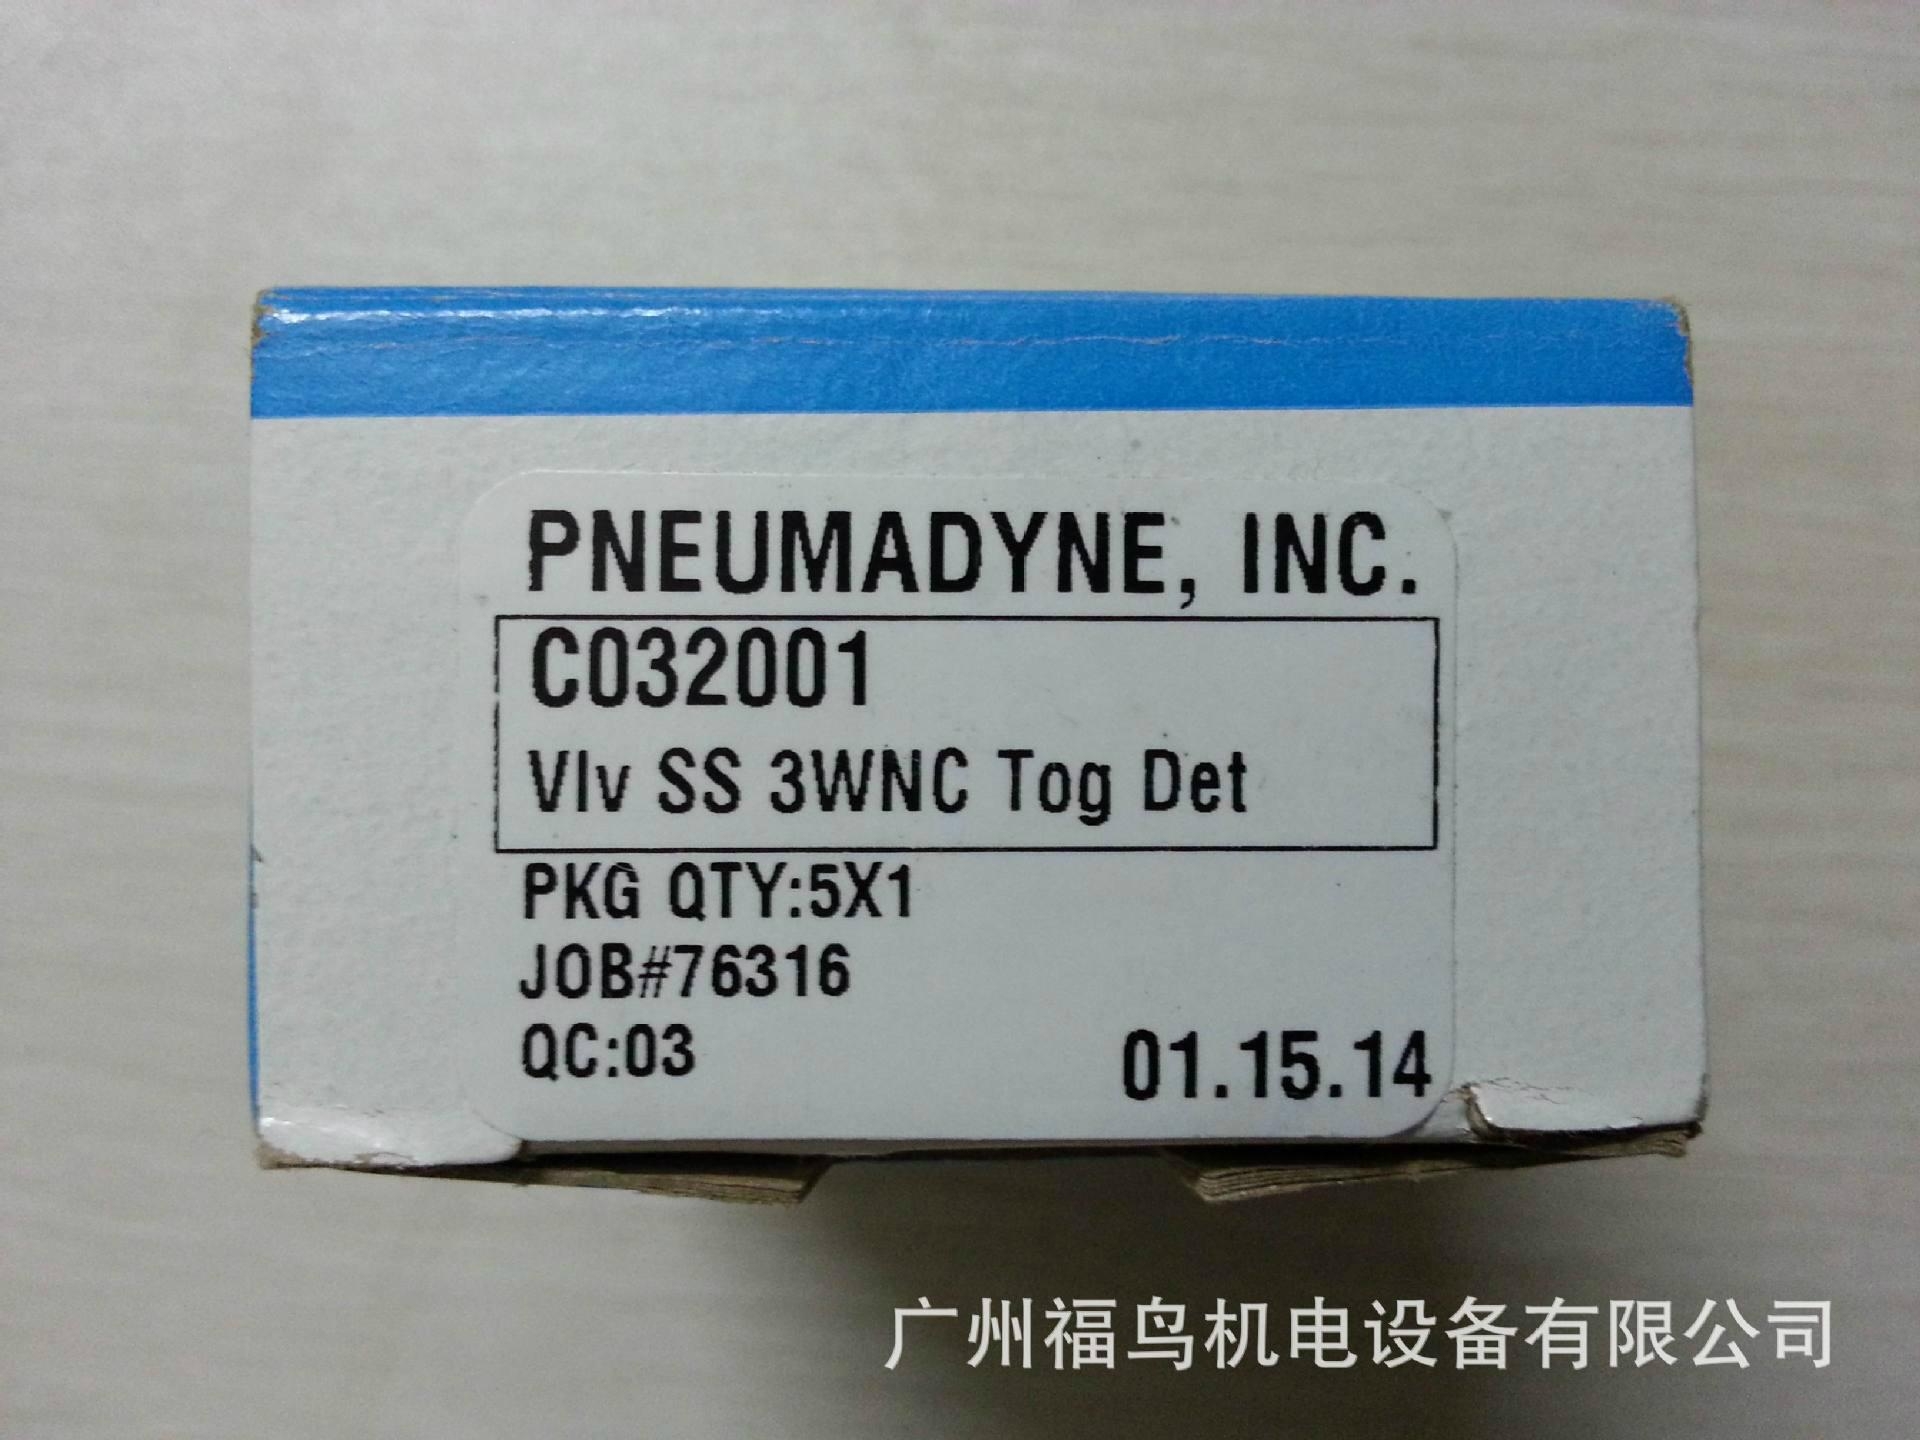 PNEUMADYNE, INC.
C032001
Vlv SS 3WNC Tog Det
PKG QTY:5X1
JOB#76316
QC:03
01.15.14
广州福鸟机电设备有限公司